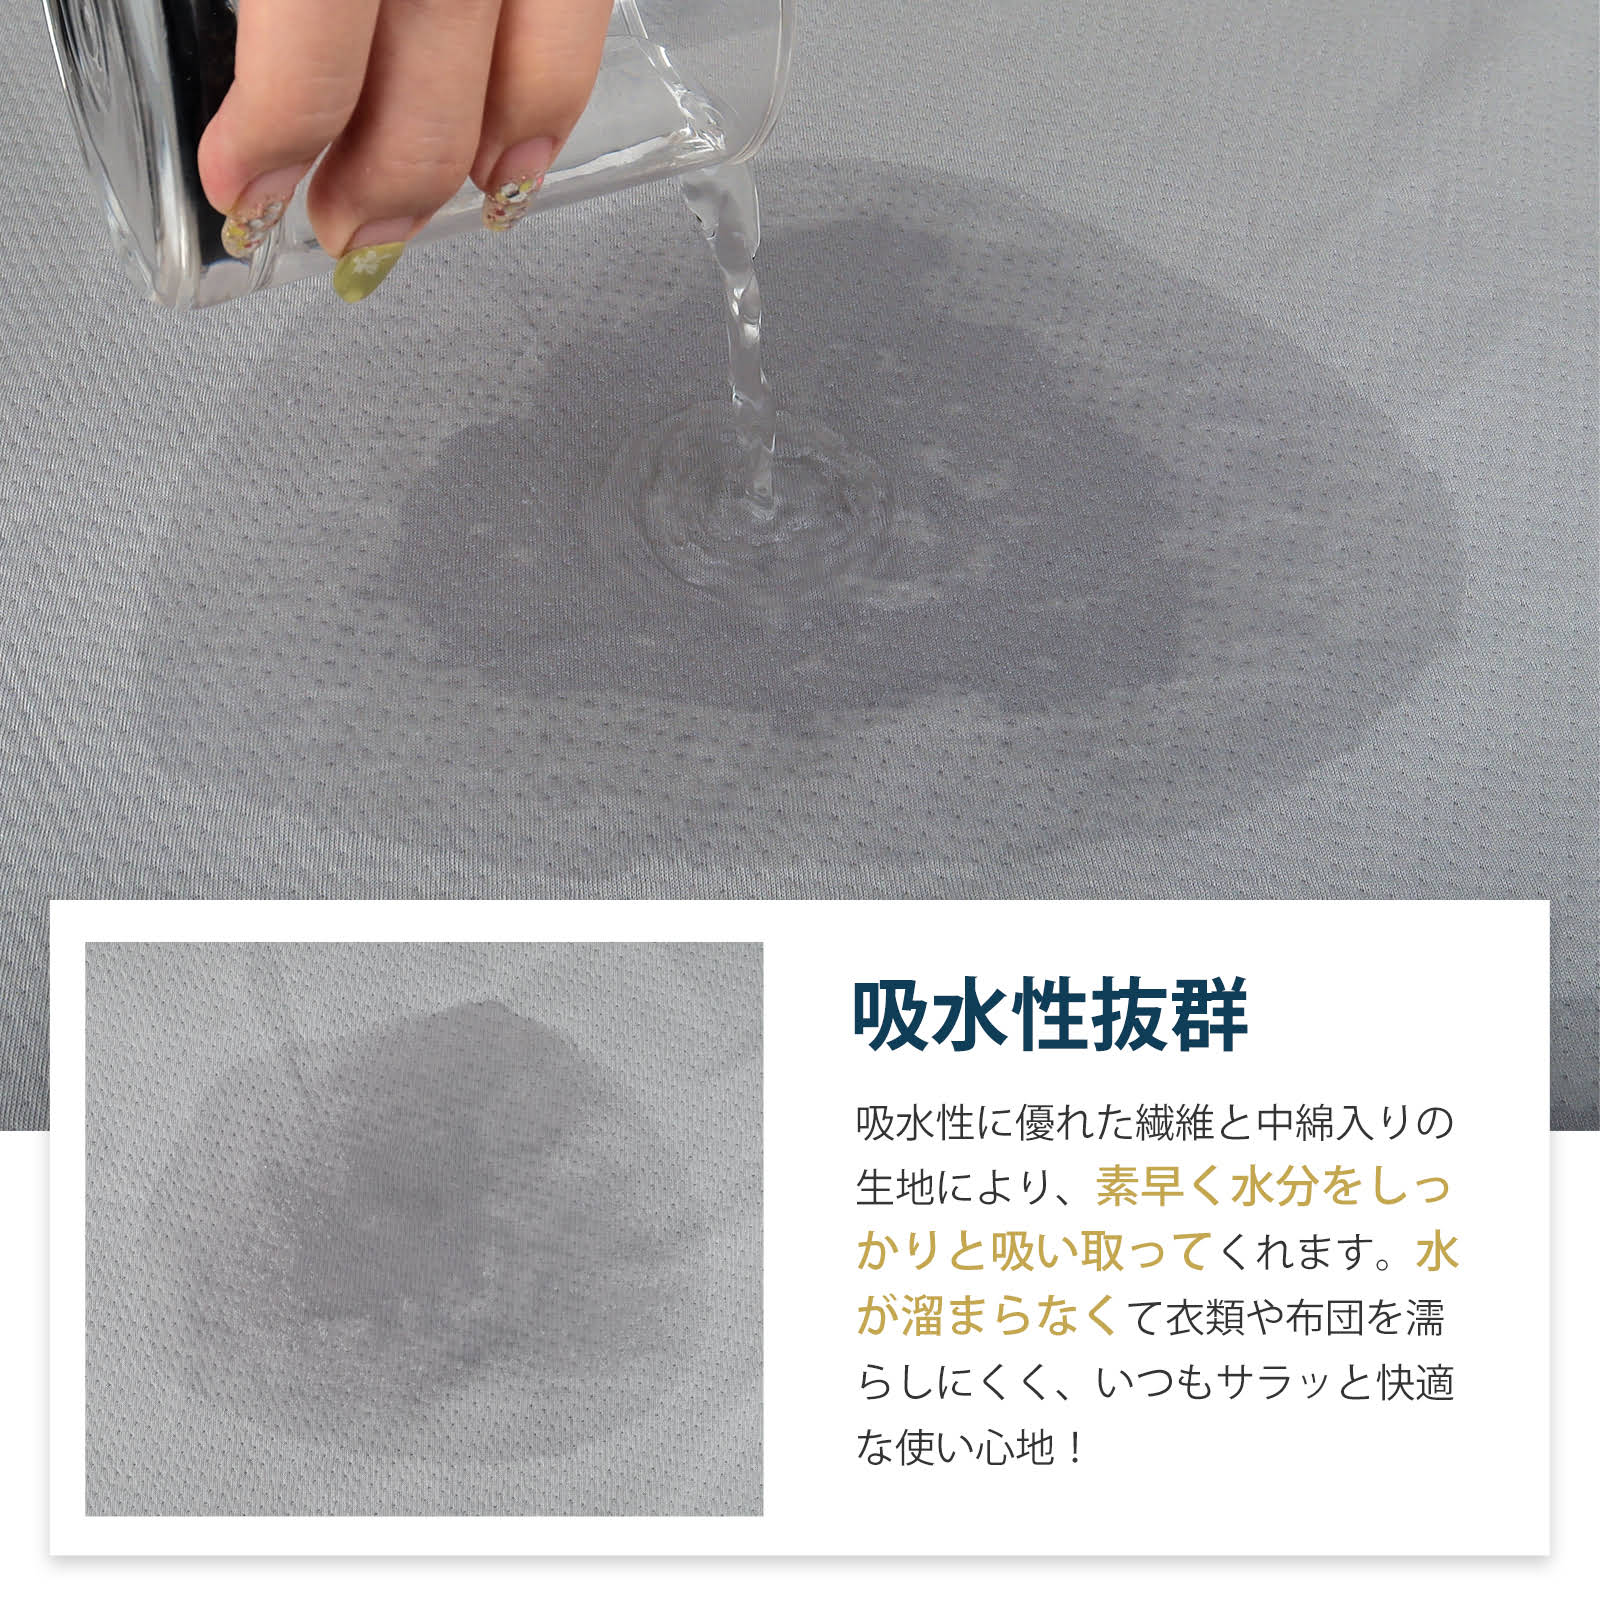 吸水性抜群
吸水性に優れた繊維と中綿入りの
生地により、素早く水分をしっ
かりと吸い取ってくれます。水
が溜まらなくて衣類や布団を濡
らしにくく、いつもサラッと快適
な使い心地！